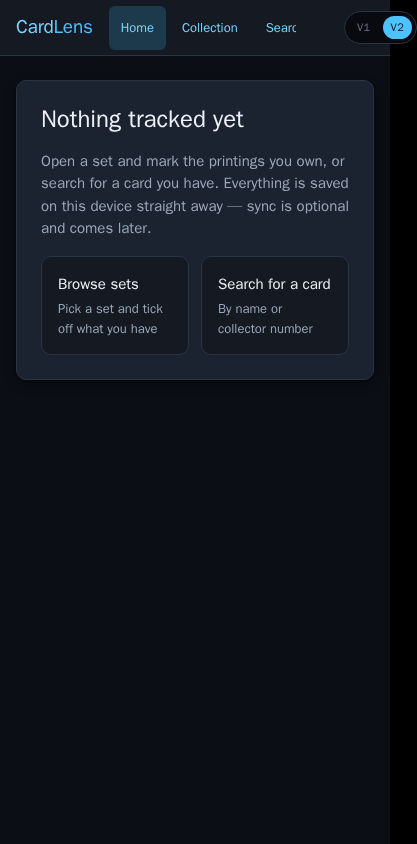 CardLens Home Collection Searc V1 V2
Nothing tracked yet
Open a set and mark the printings you own, or
search for a card you have. Everything is saved
on this device straight away — sync is optional
and comes later.
Browse sets
Pick a set and tick
off what you have
Search for a card
By name or
collector number